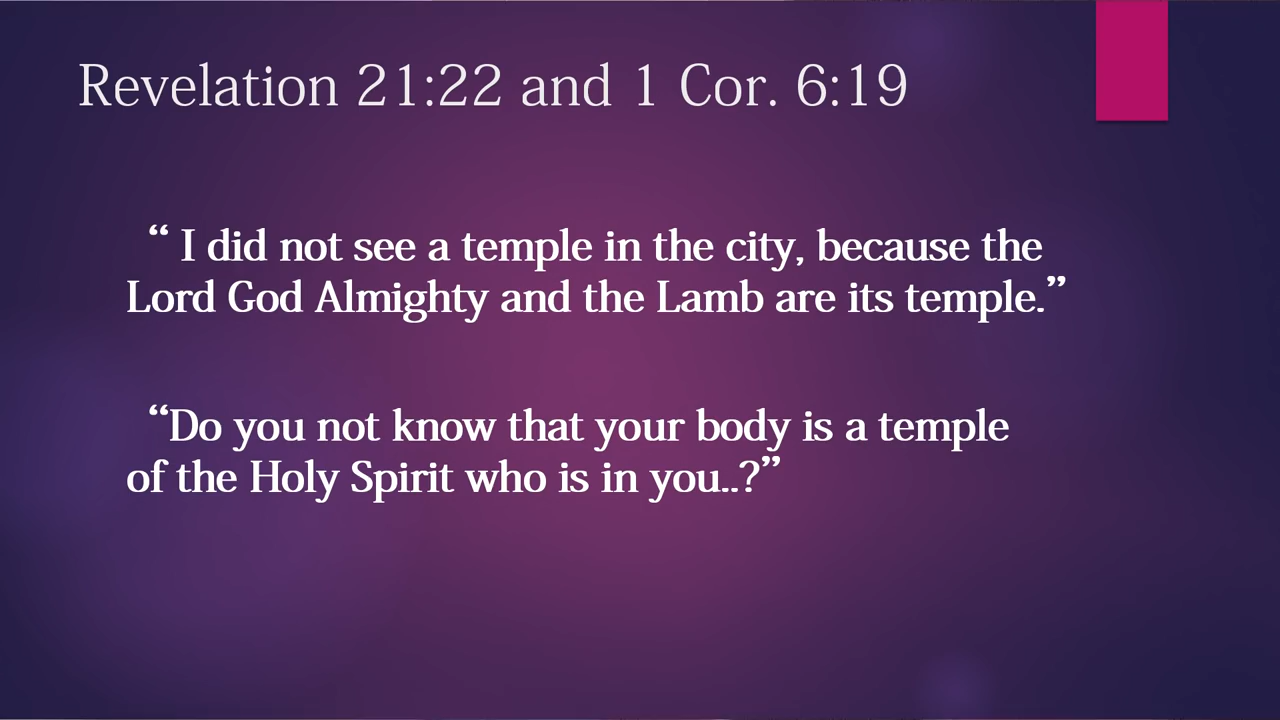 Revelation 21:22 and 1 Cor. 6:19
“ I did not see a temple in the city, because the
Lord God Almighty and the Lamb are its temple.”
“Do you not know that your body is a temple
of the Holy Spirit who is in you..?”